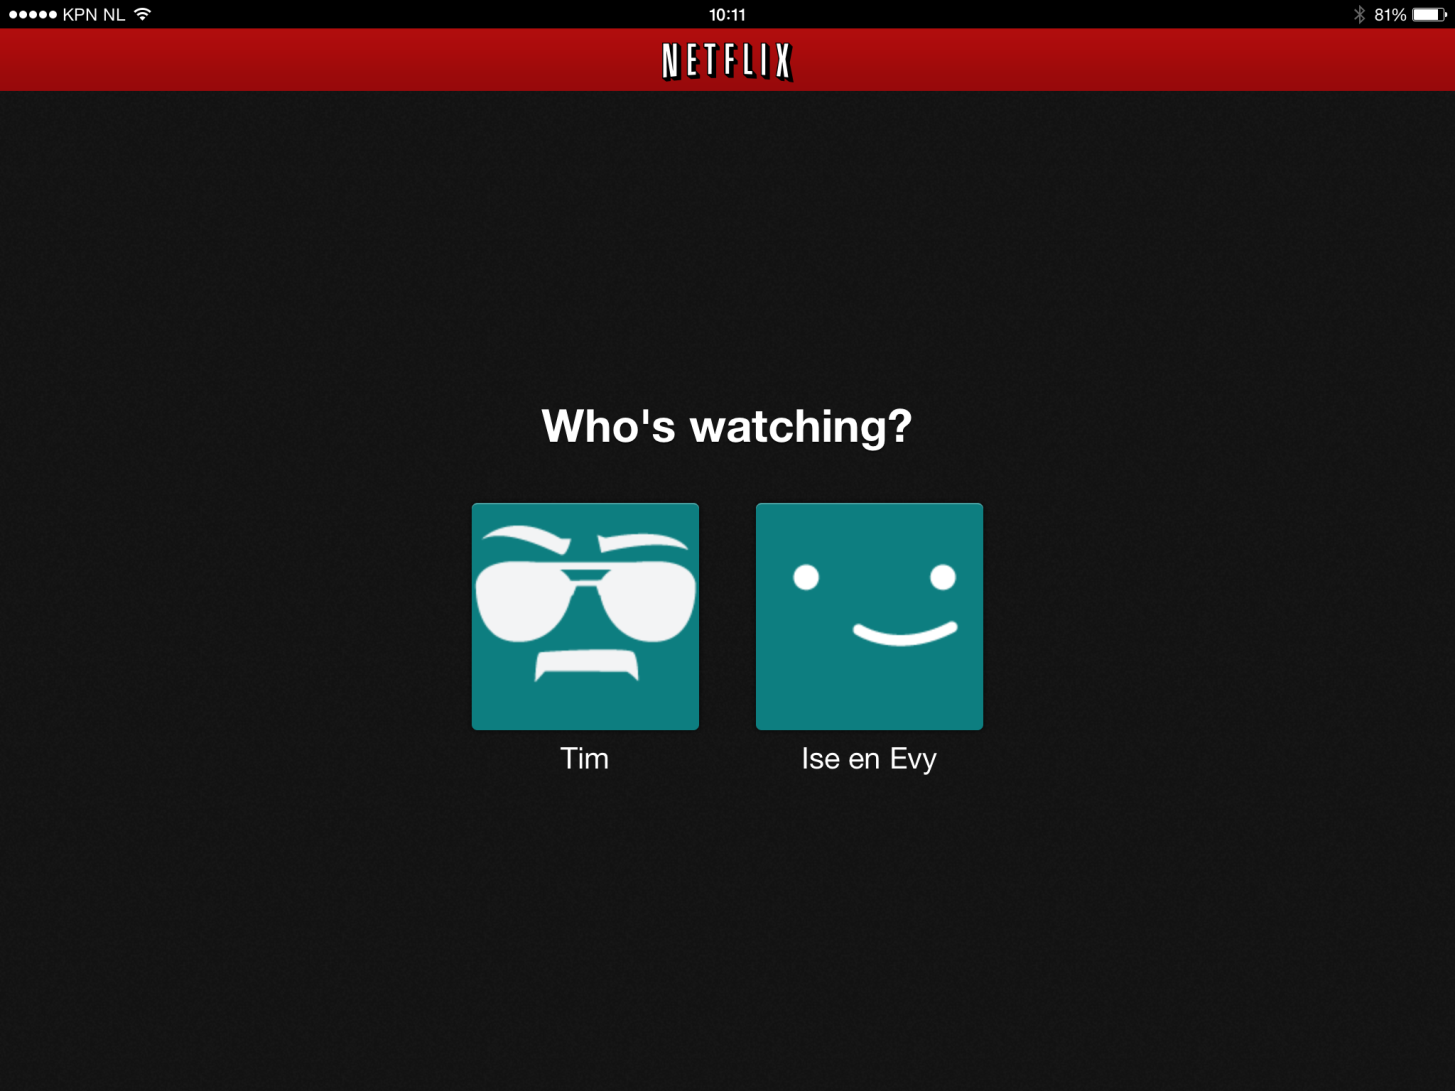 KPN NL 10:11 81%
NETFLIX
Who's watching?
Tim Ise en Evy